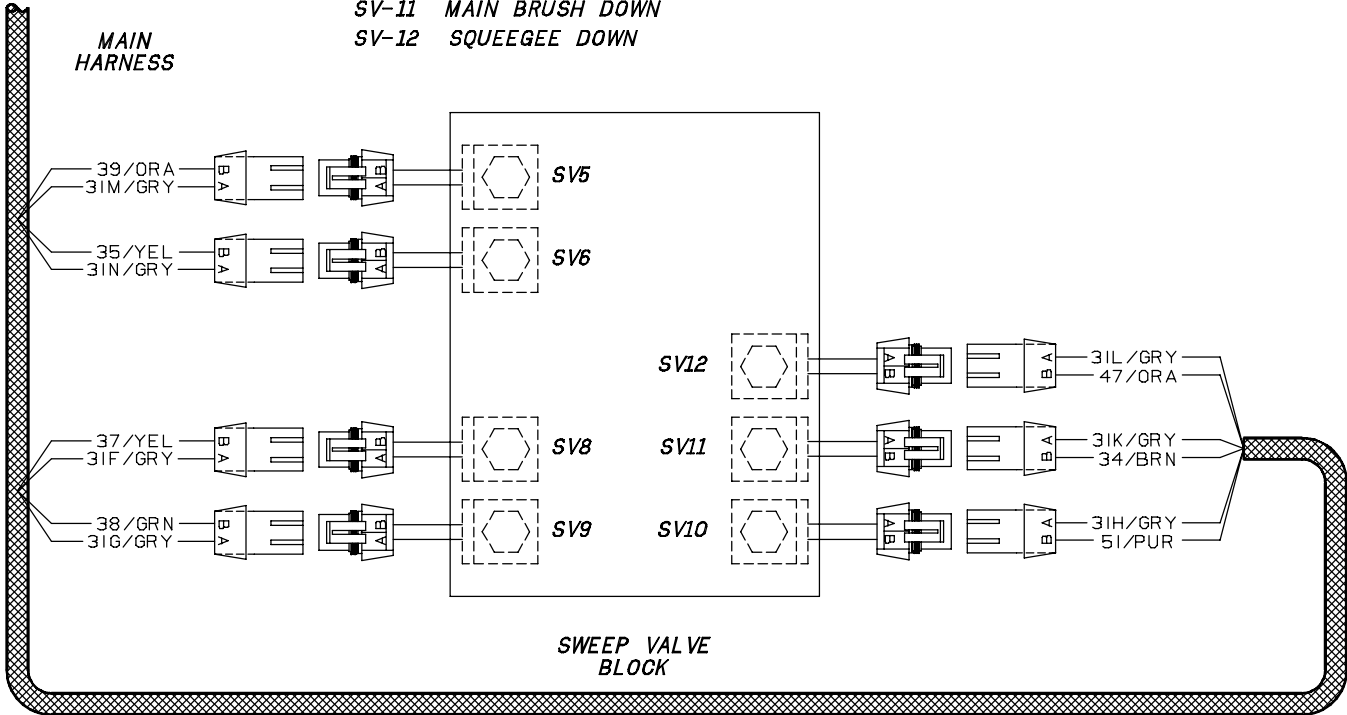 SV-11 MAIN BRUSH DOWN
SV-12 SQUEEGEE DOWN
MAIN
HARNESS
39/ORA B
31M/GRY A
B
A
SV5
35/YEL B
31N/GRY A
B
A
SV6
SV12
A
B
A 31L/GRY
B 47/ORA
37/YEL B
31F/GRY A
B
A
SV8
SV11
A
B
A 31K/GRY
B 34/BRN
38/GRN B
31G/GRY A
B
A
SV9
SV10
A
B
A 31H/GRY
B 51/PUR
SWEEP VALVE
BLOCK